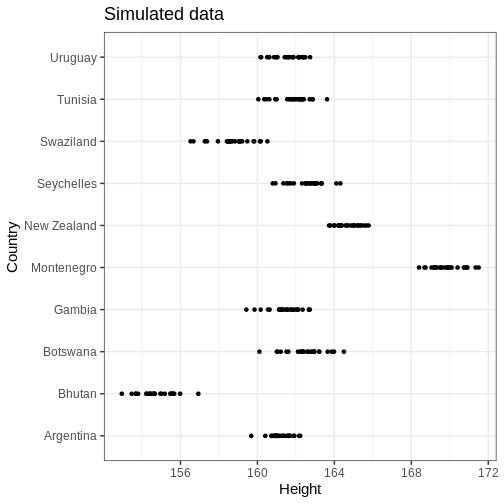 Simulated data
Uruguay
Tunisia
Swaziland
Seychelles
New Zealand
Montenegro
Gambia
Botswana
Bhutan
Argentina
Country
156 160 164 168 172
Height